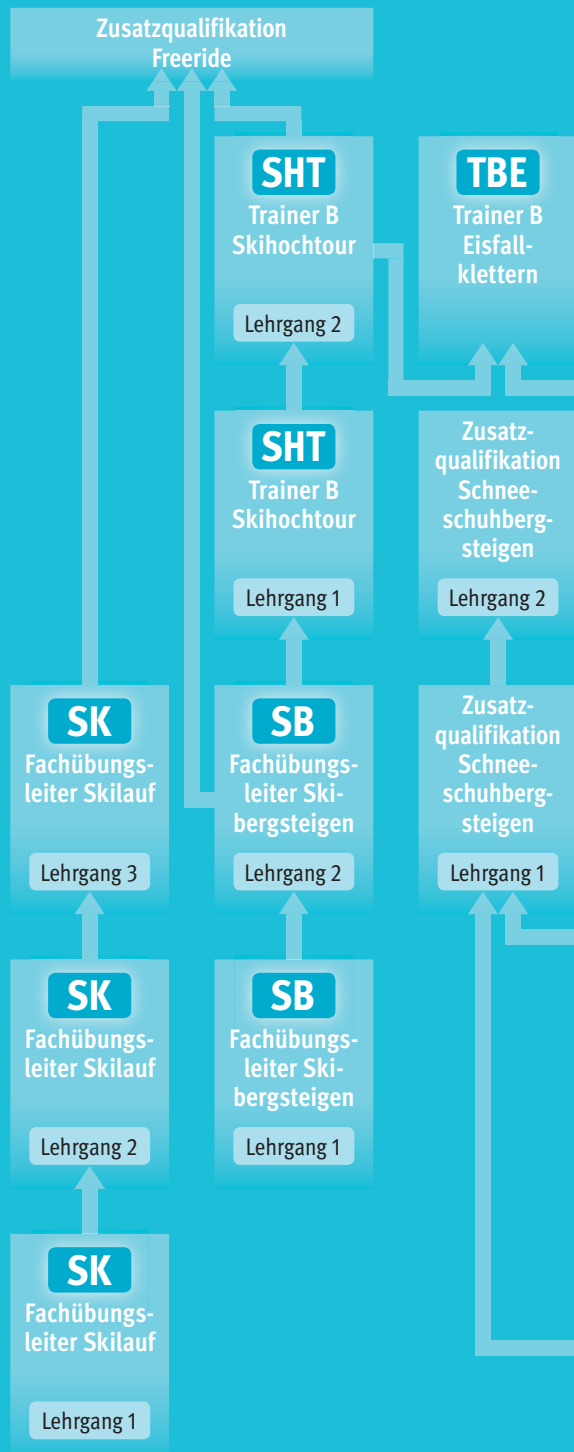 Zusatzqualifikation
Freeride
SHT
Trainer B
Skihochtour
Lehrgang 2
TBE
Trainer B
Eisfall-
klettern
SHT
Trainer B
Skihochtour
Lehrgang 1
Zusatz-
qualifikation
Schnee-
schuhberg-
steigen
Lehrgang 2
SK
Fachübungs-
leiter Skilauf
Lehrgang 3
SB
Fachübungs-
leiter Ski-
bergsteigen
Lehrgang 2
Zusatz-
qualifikation
Schnee-
schuhberg-
steigen
Lehrgang 1
SK
Fachübungs-
leiter Skilauf
Lehrgang 2
SB
Fachübungs-
leiter Ski-
bergsteigen
Lehrgang 1
SK
Fachübungs-
leiter Skilauf
Lehrgang 1